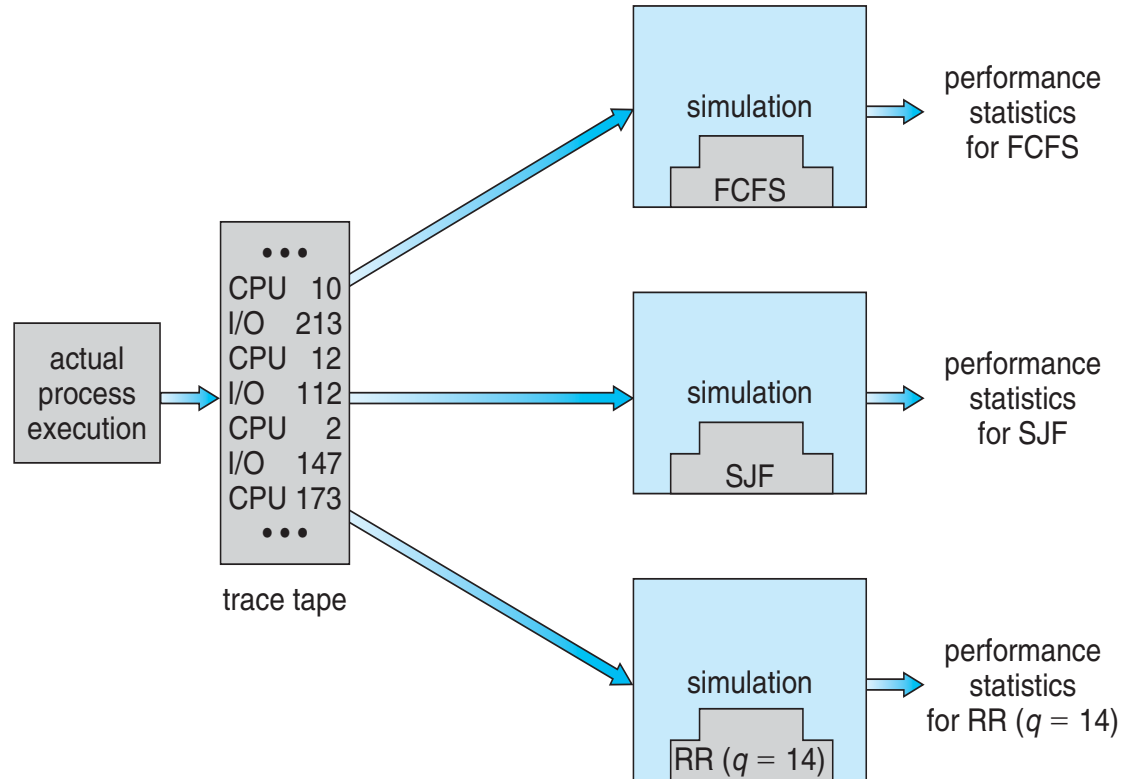 actual
process
execution
•••
CPU 10
I/O 213
CPU 12
I/O 112
CPU 2
I/O 147
CPU 173
•••
trace tape
simulation
FCFS
performance
statistics
for FCFS
simulation
SJF
performance
statistics
for SJF
simulation
RR (q = 14)
performance
statistics
for RR (q = 14)